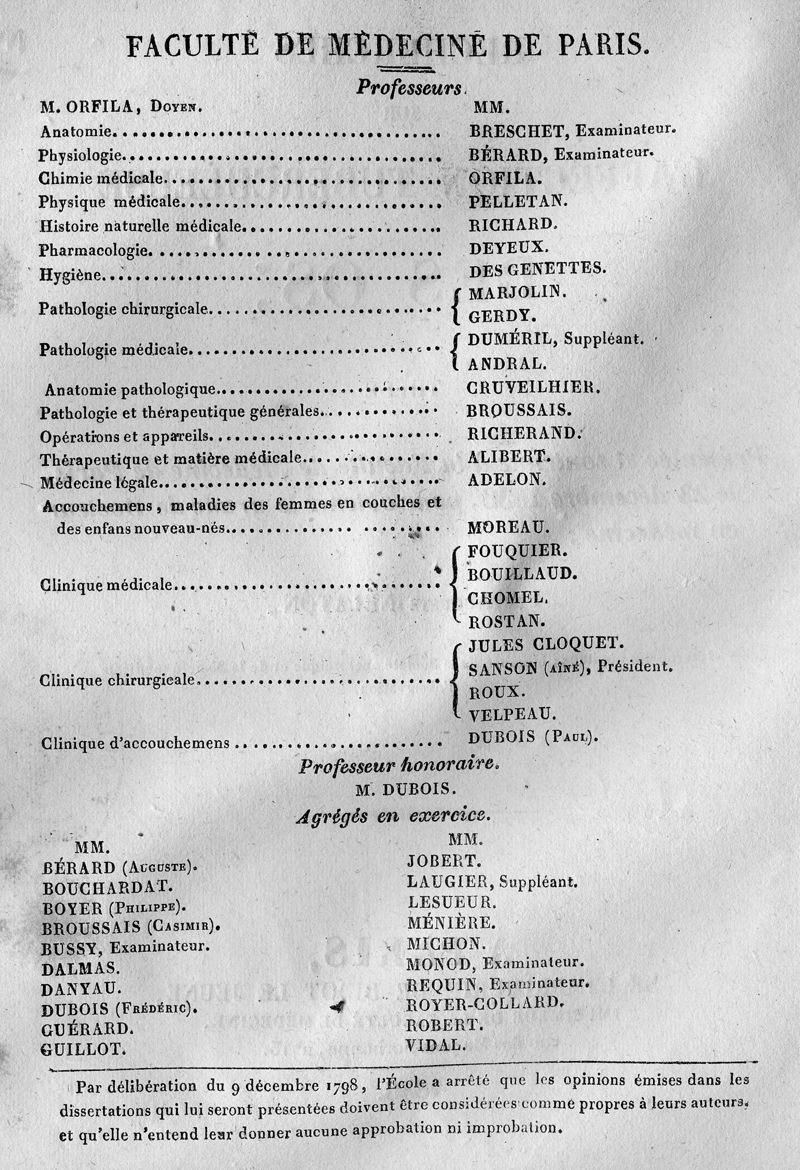 FACULTÉ DE MÉDECINE DE PARIS.
Professeurs.
M. ORFILA, DOYEN. MM.
Anatomie. BRESCHET, Examinateur.
Physiologie. BÉRARD, Examinateur.
Chimie médicale. ORFILA.
Physique médicale. PELLETAN.
Histoire naturelle médicale. RICHARD.
Pharmacologie. DEYEUX.
Hygiène. DES GENETTES.
Pathologie chirurgicale. MARJOLIN.
GERDY.
Pathologie médicale. DUMÉRIL, Suppléant.
ANDRAL.
Anatomie pathologique. CRUVEILHIER.
Pathologie et thérapeutique générales. BROUSSAIS.
Opérations et appareils. RICHERAND.
Thérapeutique et matière médicale. ALIBERT.
Médecine légale. ADELON.
Accouchemens, maladies des femmes en couches et
des enfans nouveau-nés. MOREAU.
Clinique médicale. FOUQUIER.
BOUILLAUD.
CHOMEL.
ROSTAN.
Clinique chirurgicale. JULES CLOQUET.
SANSON (AÎNÉ), Président.
ROUX.
VELPEAU.
Clinique d'accouchemens . DUBOIS (PAUL).
Professeur honoraire.
M. DUBOIS.
Agrégés en exercice.
MM.
BÉRARD (AUGUSTE).
BOUCHARDAT.
BOYER (PHILIPPE).
BROUSSAIS (CASIMIR).
BUSSY, Examinateur.
DALMAS.
DANYAU.
DUBOIS (FRÉDÉRIC).
GUÉRARD.
GUILLOT.
MM.
JOBERT.
LAUGIER, Suppléant.
LESUEUR.
MÉNIÈRE.
MICHON.
MONOD, Examinateur.
REQUIN, Examinateur.
ROYER-COLLARD.
ROBERT.
VIDAL.
Par délibération du 9 décembre 1798, l'École a arrêté que les opinions émises dans les
dissertations qui lui seront présentées doivent être considérées comme propres à leurs auteurs,
et qu'elle n'entend leur donner aucune approbation ni improbation.